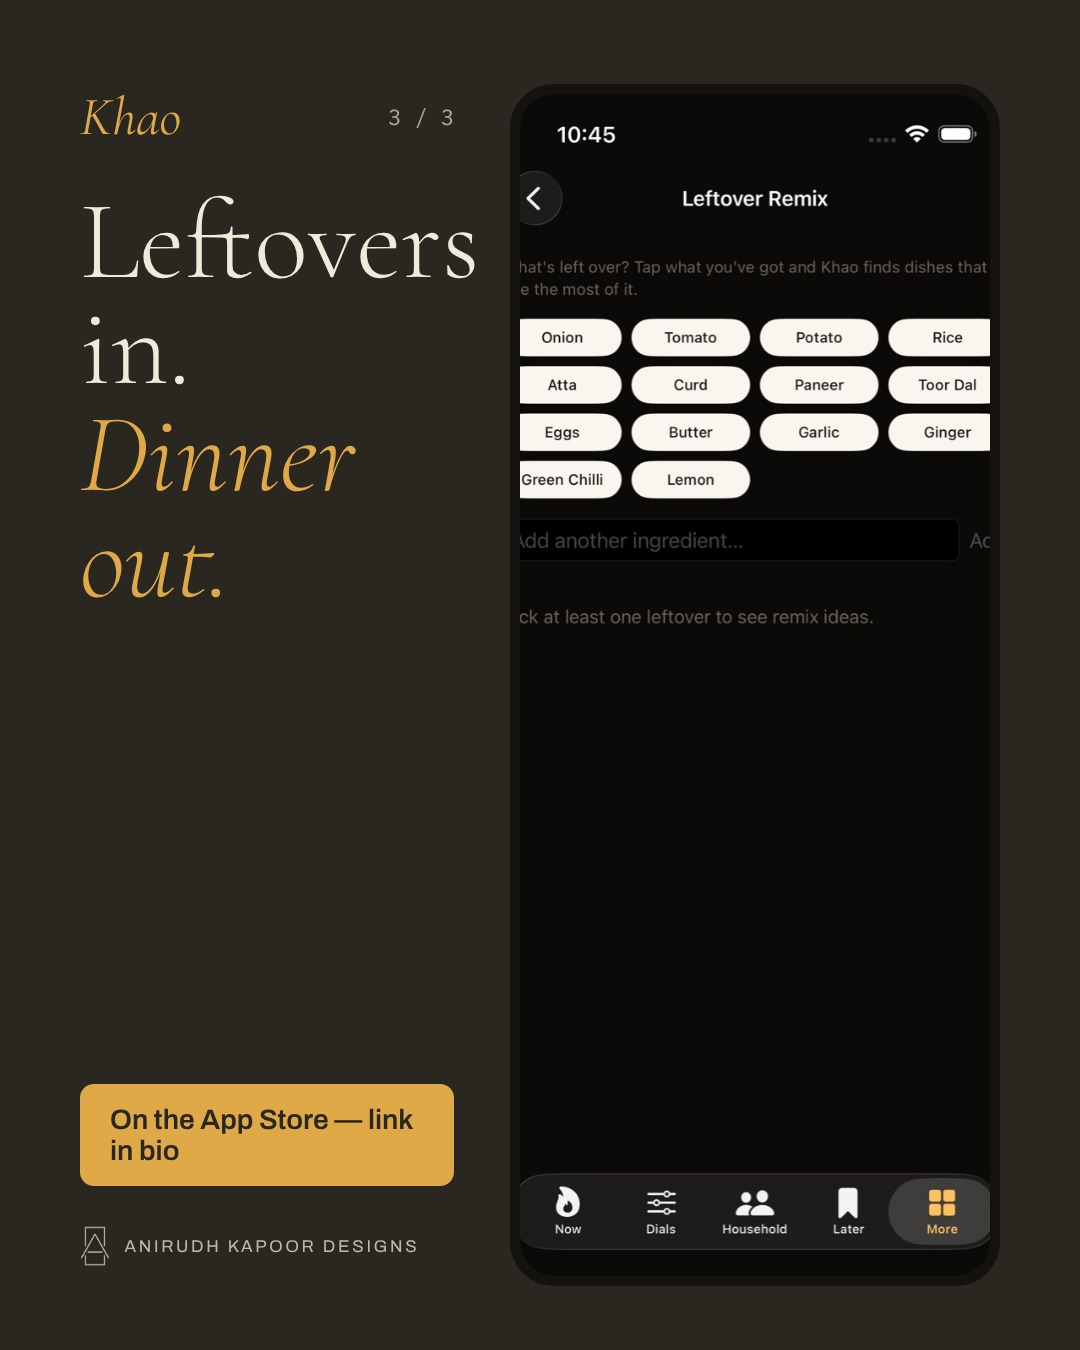 Khao
3 / 3
Leftovers
in.
Dinner
out.
On the App Store — link
in bio
ANIRUDH KAPOOR DESIGNS
10:45
Leftover Remix
hat's left over? Tap what you've got and Khao finds dishes that
e the most of it.
Onion Tomato Potato Rice
Atta Curd Paneer Toor Dal
Eggs Butter Garlic Ginger
Green Chilli Lemon
Add another ingredient... Ad
ck at least one leftover to see remix ideas.
Now Dials Household Later More